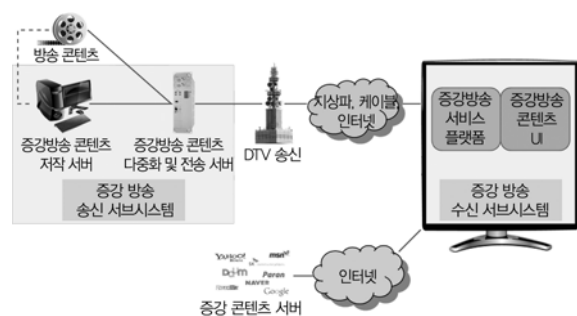 방송 콘텐츠
증강방송 콘텐츠
저작 서버
증강방송 콘텐츠
다중화 및 전송 서버
DTV 송신
증강 방송
송신 서브시스템
지상파, 케이블,
인터넷
증강방송
서비스
플랫폼
증강방송
콘텐츠
UI
증강 방송
수신 서브시스템
YAHOO!
msn
Daum
Paran
NAVER
Google
증강 콘텐츠 서버
인터넷